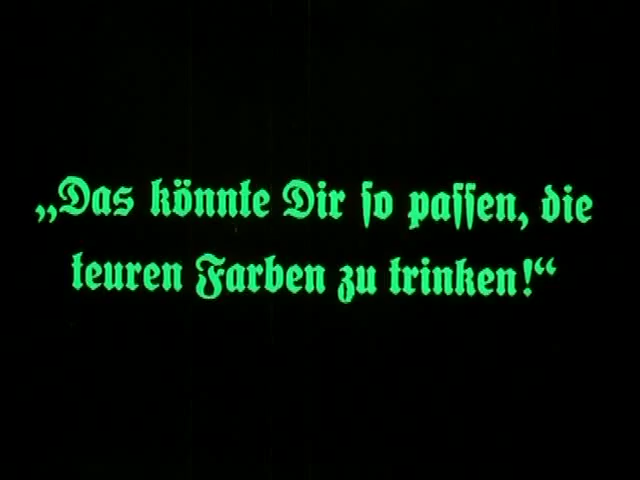 „Das könnte Dir so passen, die
teuren Farben zu trinken!“